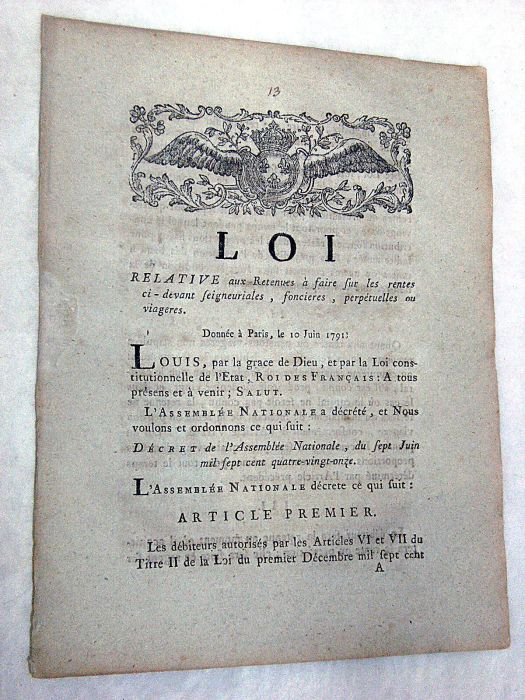 13
LOI
RELATIVE aux Retenues à faire ſur les rentes
ci-devant ſeigneuriales, foncieres, perpétuelles ou
viagères.
Donnée à Paris, le 10 Juin 1791.
LOUIS, par la grace de Dieu, et par la Loi cons-
titutionnelle de l'Etat, ROI DES FRANÇAIS: A tous
présens et à venir; SALUT.
L'ASSEMBLÉE NATIONALE a décrété, et Nous
voulons et ordonnons ce qui suit:
DÉCRET de l'Assemblée Nationale, du ſept Juin
mil ſept cent quatre-vingt-onze.
L'ASSEMBLÉE NATIONALE décrete ce qui ſuit:
ARTICLE PREMIER.
Les débiteurs autorisés par les Articles VI et VII du
Titre II de la Loi du premier Décembre mil ſept cent
A